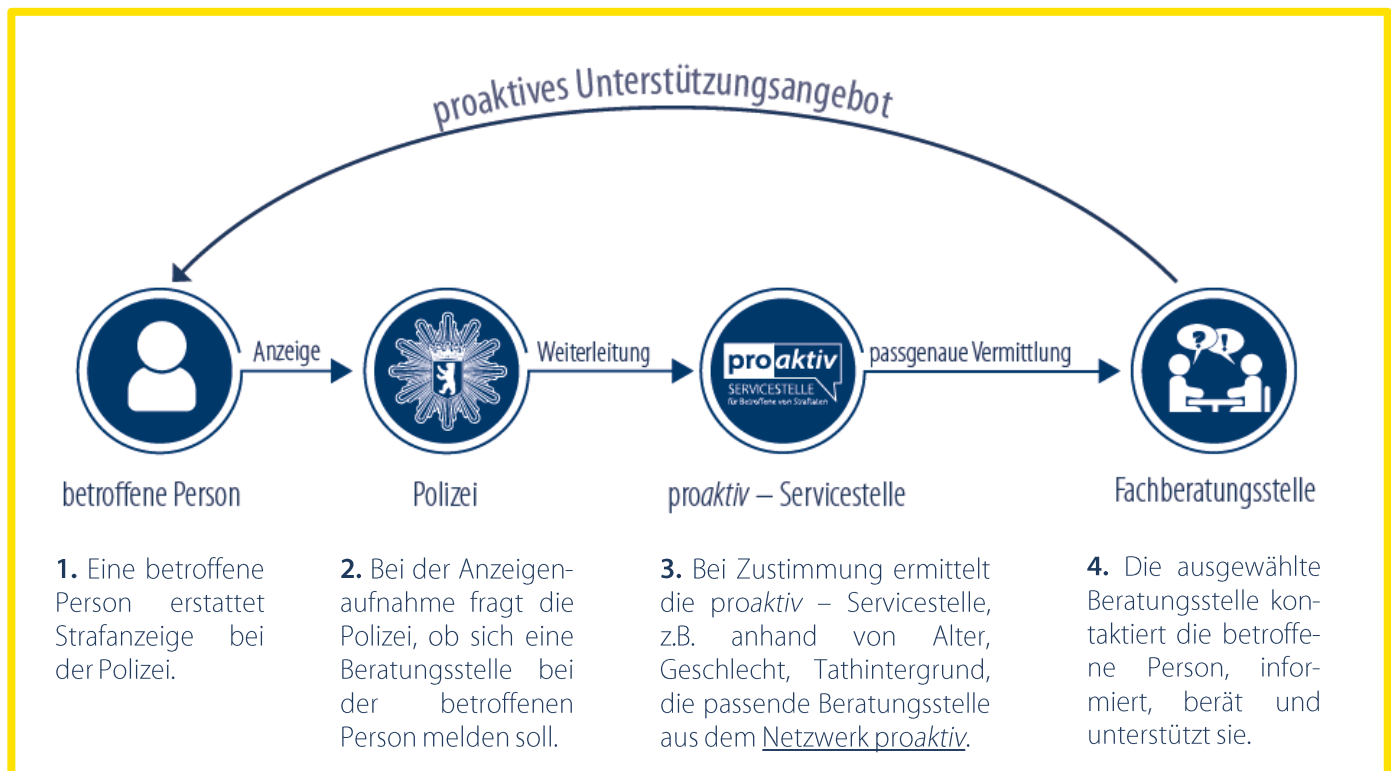 proaktives Unterstützungsangebot
Anzeige
Weiterleitung
proaktiv
SERVICESTELLE
für Betroffene von Straftaten
passgenaue Vermittlung
betroffene Person
Polizei
proaktiv – Servicestelle
Fachberatungsstelle
1. Eine betroffene
Person erstattet
Strafanzeige bei
der Polizei.
2. Bei der Anzeigen-
aufnahme fragt die
Polizei, ob sich eine
Beratungsstelle bei
der betroffenen
Person melden soll.
3. Bei Zustimmung ermittelt
die proaktiv – Servicestelle,
z.B. anhand von Alter,
Geschlecht, Tathintergrund,
die passende Beratungsstelle
aus dem Netzwerk proaktiv.
4. Die ausgewählte
Beratungsstelle kon-
taktiert die betroffe-
ne Person, infor-
miert, berät und
unterstützt sie.